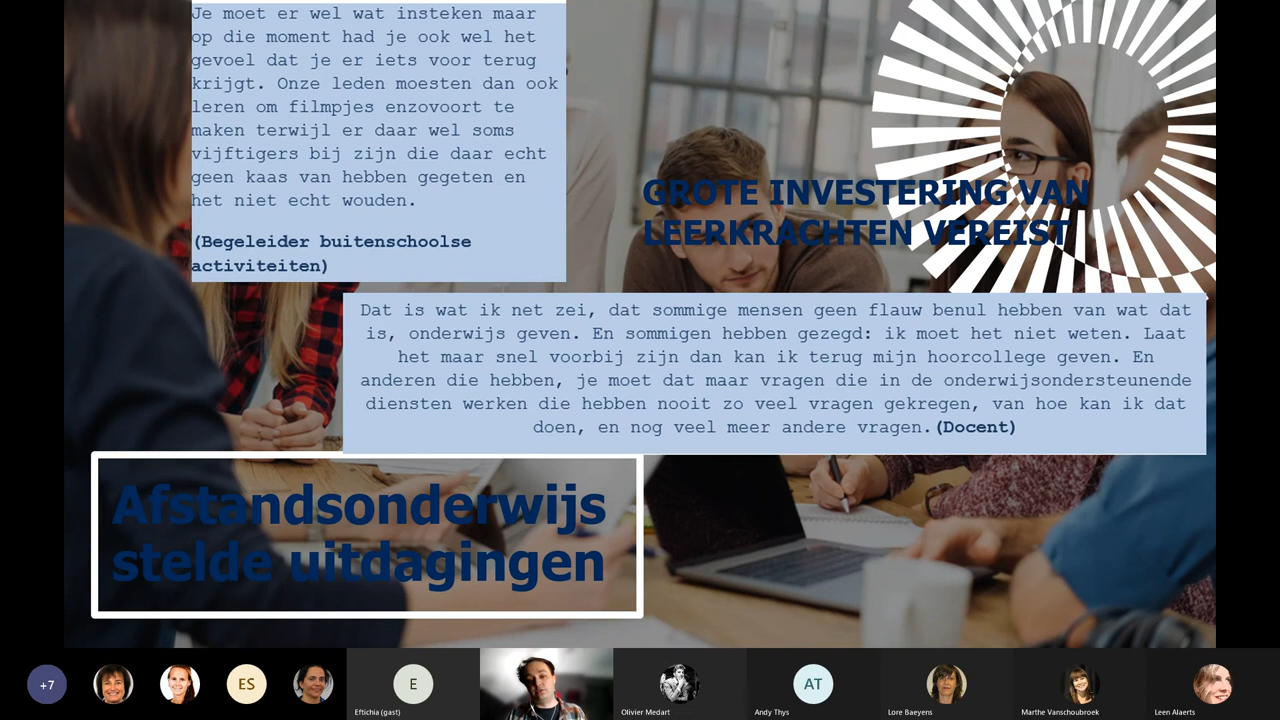 Je moet er wel wat insteken maar
op die moment had je ook wel het
gevoel dat je er iets voor terug
krijgt. Onze leden moesten dan ook
leren om filmpjes enzovoort te
maken terwijl er daar wel soms
vijftigers bij zijn die daar echt
geen kaas van hebben gegeten en
het niet echt wouden.
(Begeleider buitenschoolse
activiteiten)
GROTE INVESTERING VAN
LEERKRACHTEN VEREIST
Dat is wat ik net zei, dat sommige mensen geen flauw benul hebben van wat dat
is, onderwijs geven. En sommigen hebben gezegd: ik moet het niet weten. Laat
het maar snel voorbij zijn dan kan ik terug mijn hoorcollege geven. En
anderen die hebben, je moet dat maar vragen die in de onderwijsondersteunende
diensten werken die hebben nooit zo veel vragen gekregen, van hoe kan ik dat
doen, en nog veel meer andere vragen.(Docent)
Afstandsonderwijs
stelde uitdagingen
+7
ES
E
Eftichia (gast)
Olivier Medart
AT
Andy Thys
Lore Baeyens
Marthe Vanschoubroek
Leen Alaerts